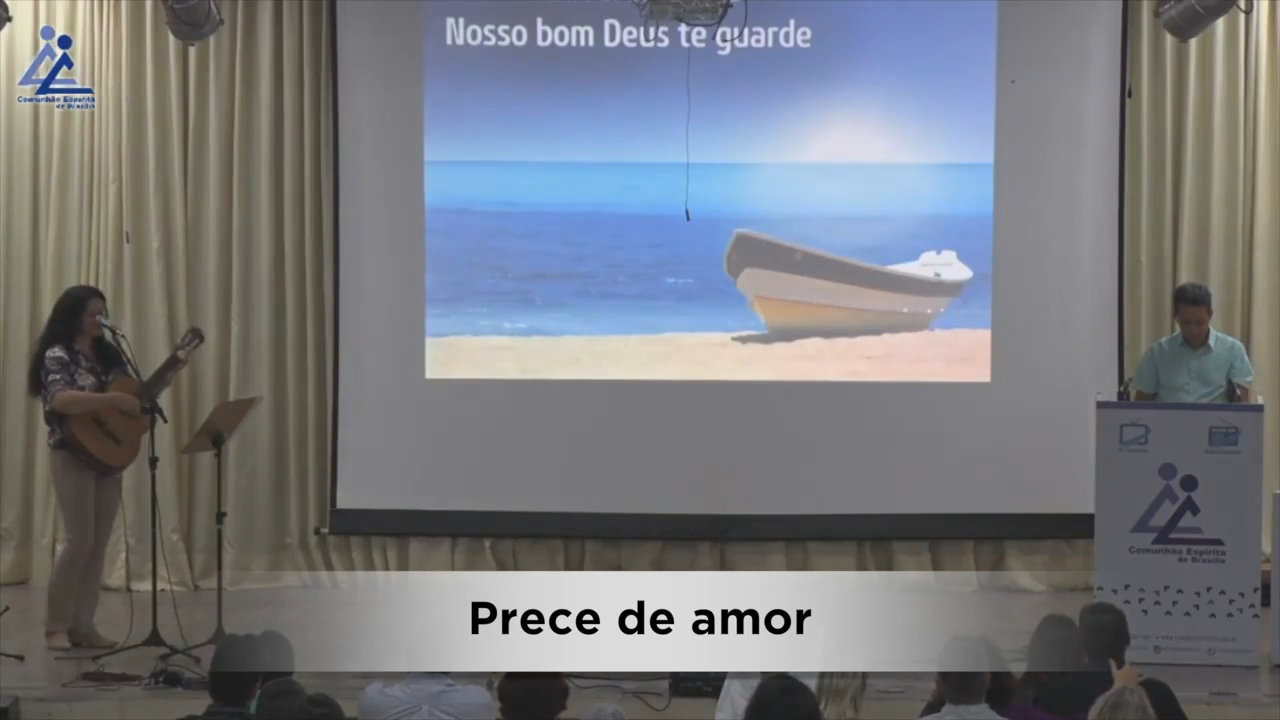 Nosso bom Deus te guarde
Comunhão Espírita
de Brasília
Comunhão Espírita
de Brasília
Prece de amor